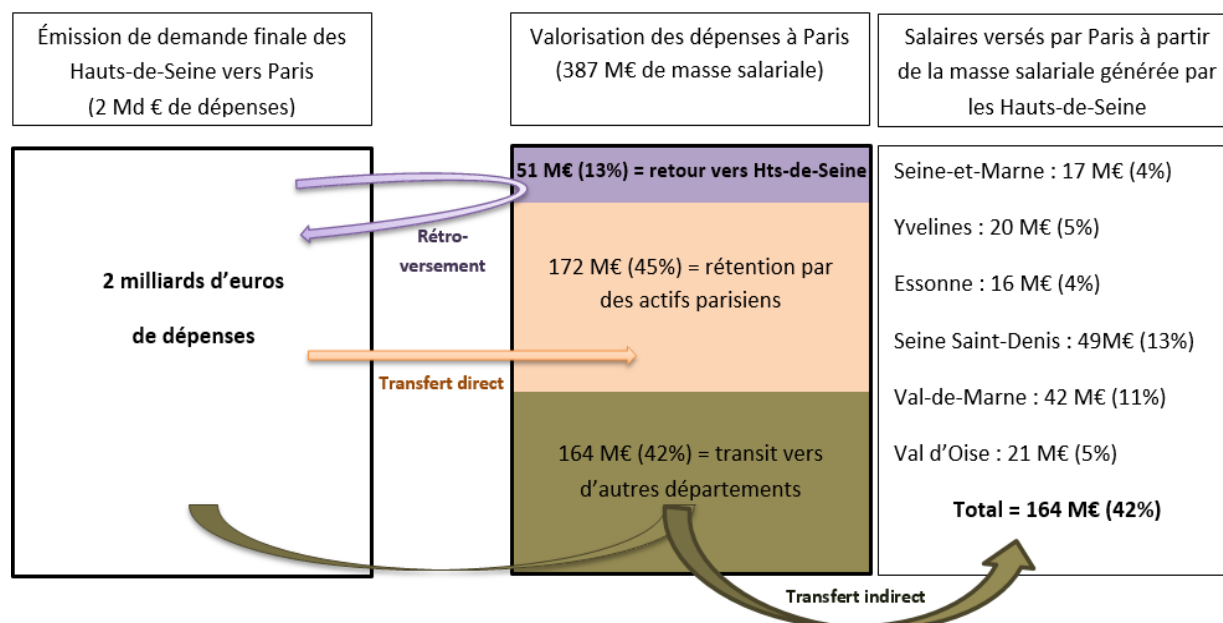 Émission de demande finale des
Hauts-de-Seine vers Paris
(2 Md € de dépenses)
Valorisation des dépenses à Paris
(387 M€ de masse salariale)
Salaires versés par Paris à partir
de la masse salariale générée par
les Hauts-de-Seine
2 milliards d'euros
de dépenses
Rétro-
versement
Transfert direct
51 M€ (13%) = retour vers Hts-de-Seine
172 M€ (45%) = rétention par
des actifs parisiens
164 M€ (42%) = transit vers
d'autres départements
Seine-et-Marne : 17 M€ (4%)
Yvelines : 20 M€ (5%)
Essonne : 16 M€ (4%)
Seine Saint-Denis : 49M€ (13%)
Val-de-Marne : 42 M€ (11%)
Val d'Oise : 21 M€ (5%)
Total = 164 M€ (42%)
Transfert indirect